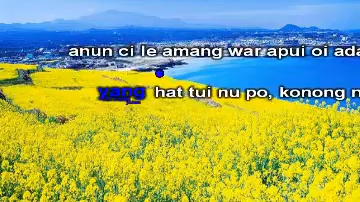 anun ci le amang war apui oi ada
yang hat tui nu po, konong n